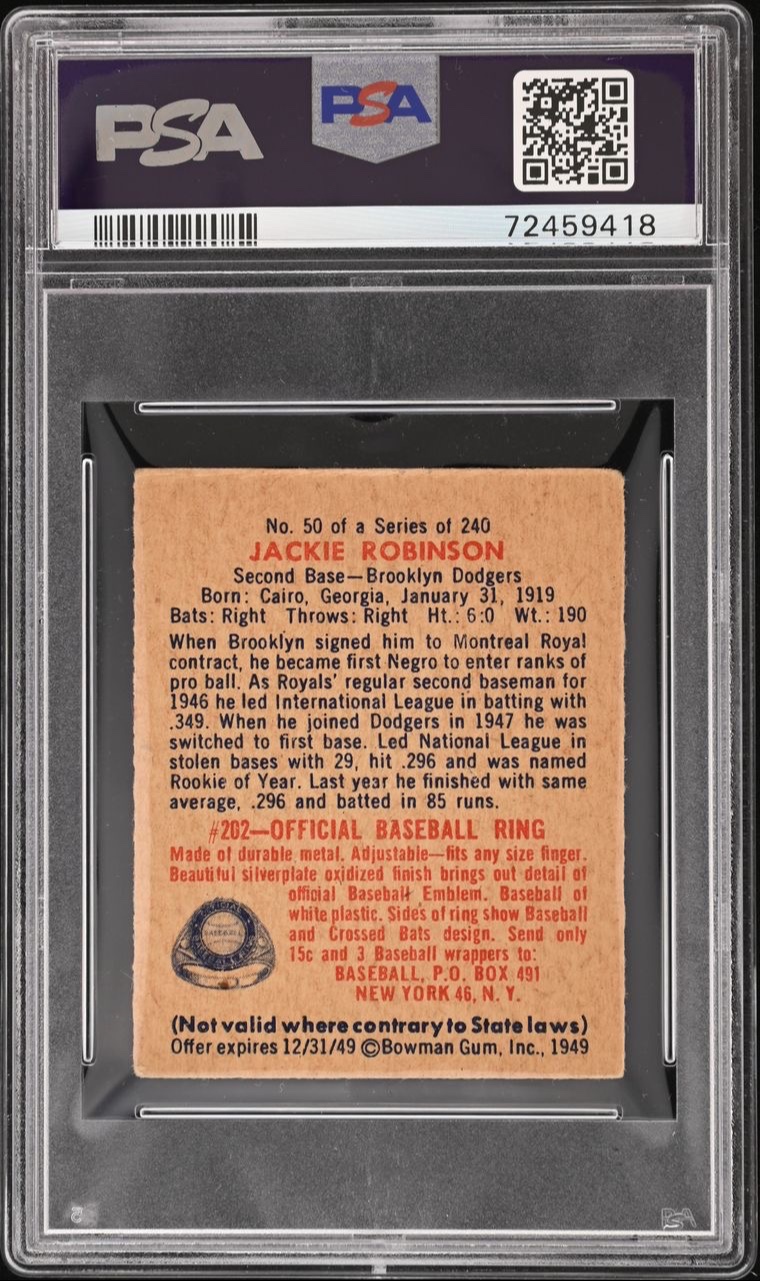 PSA
PSA
72459418
No. 50 of a Series of 240
JACKIE ROBINSON
Second Base—Brooklyn Dodgers
Born: Cairo, Georgia, January 31, 1919
Bats: Right Throws: Right Ht.: 6:0 Wt.: 190
When Brooklyn signed him to Montreal Royal
contract, he became first Negro to enter ranks of
pro ball. As Royals' regular second baseman for
1946 he led International League in batting with
.349. When he joined Dodgers in 1947 he was
switched to first base. Led National League in
stolen bases with 29, hit .296 and was named
Rookie of Year. Last year he finished with same
average, .296 and batted in 85 runs.
#202—OFFICIAL BASEBALL RING
Made of durable metal. Adjustable—fits any size finger.
Beautiful silverplate oxidized finish brings out detail of
official Baseball Emblem. Baseball of
white plastic. Sides of ring show Baseball
and Crossed Bats design. Send only
15c and 3 Baseball wrappers to:
BASEBALL, P.O. BOX 491
NEW YORK 46, N. Y.
(Not valid where contrary to State laws)
Offer expires 12/31/49 ©Bowman Gum, Inc., 1949
PSA